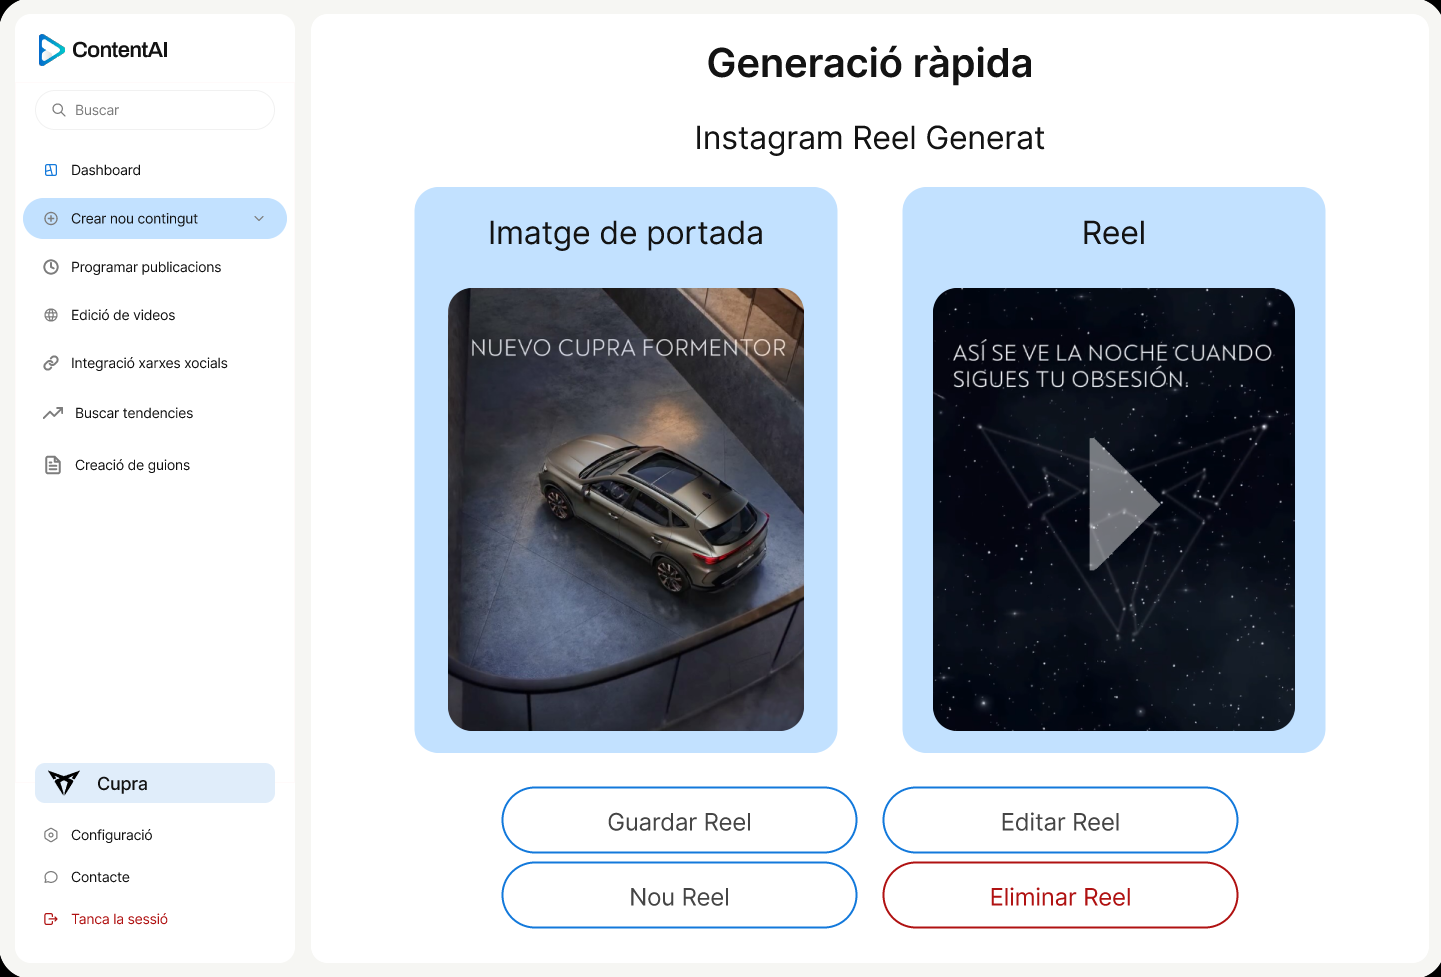 ContentAI
Buscar
Dashboard
Crear nou contingut
Programar publicacions
Edició de videos
Integració xarxes xocials
Buscar tendencies
Creació de guions
Cupra
Configuració
Contacte
Tanca la sessió
Generació ràpida
Instagram Reel Generat
Imatge de portada
NUEVO CUPRA FORMENTOR
Reel
ASÍ SE VE LA NOCHE CUANDO
SIGUES TU OBSESIÓN.
Guardar Reel
Editar Reel
Nou Reel
Eliminar Reel